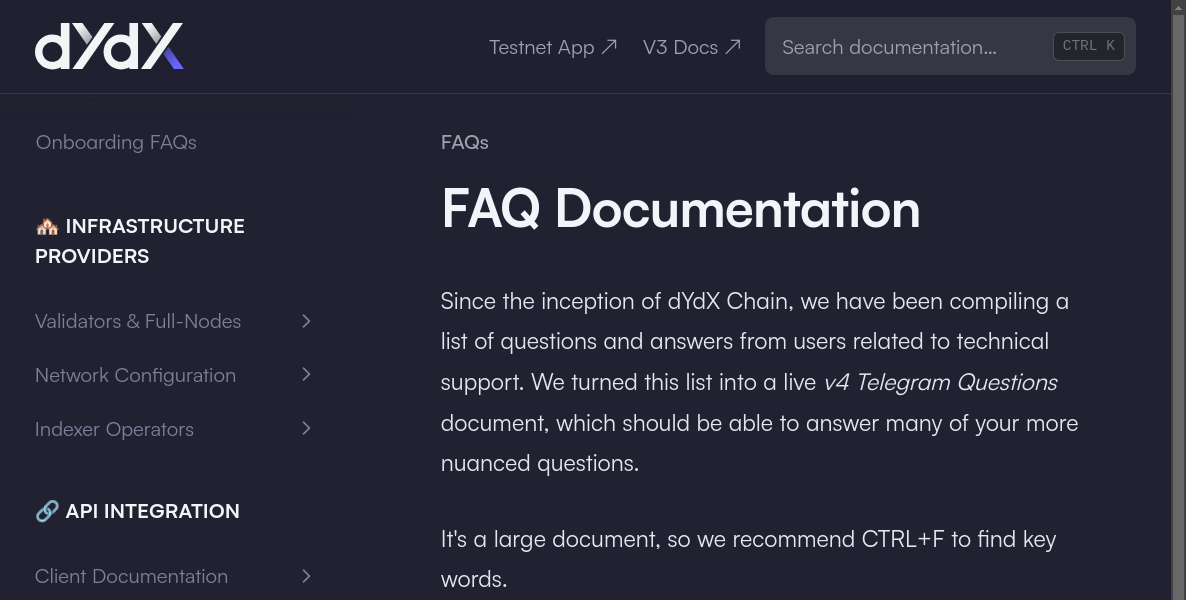 dYdX
Testnet App
V3 Docs
Search documentation...
CTRL K
Onboarding FAQs
INFRASTRUCTURE
PROVIDERS
Validators & Full-Nodes
Network Configuration
Indexer Operators
API INTEGRATION
Client Documentation
FAQs
FAQ Documentation
Since the inception of dYdX Chain, we have been compiling a
list of questions and answers from users related to technical
support. We turned this list into a live v4 Telegram Questions
document, which should be able to answer many of your more
nuanced questions.
It's a large document, so we recommend CTRL+F to find key
words.